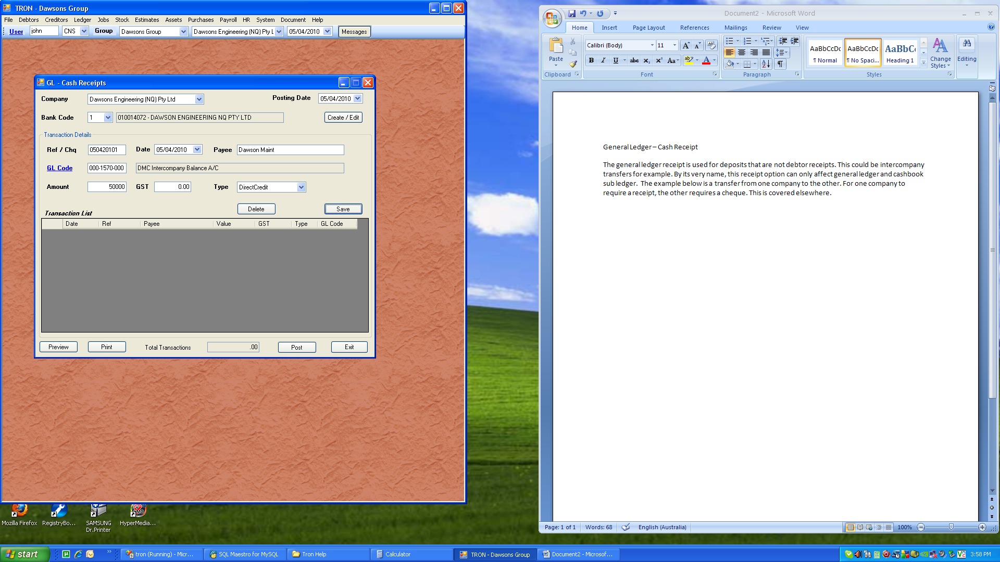 TRON - Dawsons Group
File Debtors Creditors Ledger Jobs Stock Estimates Assets Purchases Payroll HR System Document Help
User john CNS Group Dawsons Group Dawsons Engineering (NQ) Pty L 05/04/2010 Messages
GL - Cash Receipts
Company Dawsons Engineering (NQ) Pty Ltd Posting Date 05/04/2010
Bank Code 1 010014072 - DAWSON ENGINEERING NQ PTY LTD Create / Edit
Transaction Details
Ref / Chq 050420101 Date 05/04/2010 Payee Dawson Maint
GL Code 000-1570-000 DMC Intercompany Balance A/C
Amount 50000 GST 0.00 Type DirectCredit
Delete Save
Transaction List
Date Ref Payee Value GST Type GL Code
Preview Print Total Transactions .00 Post Exit
Mozilla Firefox RegistryBo... SAMSUNG Dr.Printer HyperMedia...
Document2 - Microsoft Word
Home Insert Page Layout References Mailings Review View
Paste Calibri (Body) 11
B I U abc x₂ x² Aa
AaBbCcDc AaBbCcDc AaBbC
¶ Normal ¶ No Spaci... Heading 1
Change Styles Editing
Clipboard Font Paragraph Styles
General Ledger – Cash Receipt
The general ledger receipt is used for deposits that are not debtor receipts. This could be intercompany
transfers for example. By its very name, this receipt option can only affect general ledger and cashbook
sub ledger.  The example below is a transfer from one company to the other. For one company to
require a receipt, the other requires a cheque. This is covered elsewhere.
Page: 1 of 1 Words: 68 English (Australia) 100%
start tron (Running) - Micr... SQL Maestro for MySQL Tron Help Calculator TRON - Dawsons Group Document2 - Microsof... 3:58 PM